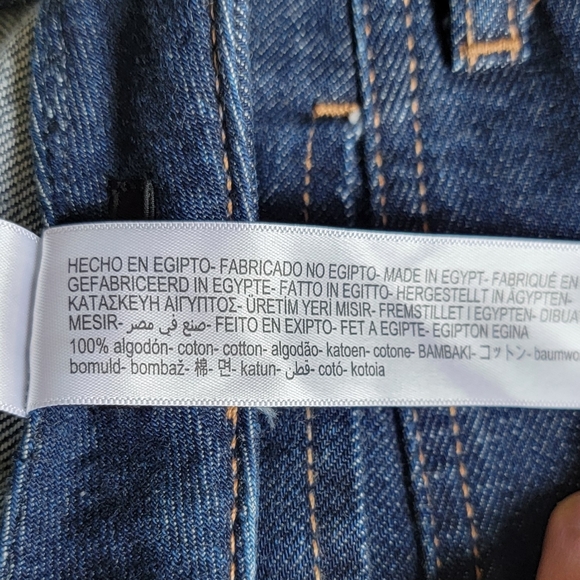 HECHO EN EGIPTO- FABRICADO NO EGIPTO- MADE IN EGYPT- FABRIQUÉ EN
GEFABRICEERD IN EGYPTE- FATTO IN EGITTO- HERGESTELLT IN ÄGYPTEN-
ΚΑΤΑΣΚΕΥΗ ΑΙΓΥΠΤΟΣ- ÜRETİM YERİ MISIR- FREMSTILLET I EGYPTEN- DIBUA
MESIR- صنع في مصر- FEITO EN EXIPTO- FET A EGIPTE- EGIPTON EGINA
100% algodón- coton- cotton- algodão- katoen- cotone- BAMBAKI- コットン- baumwo
bomuld- bombaž- 棉- 면- katun- قطن- cotó- kotoia